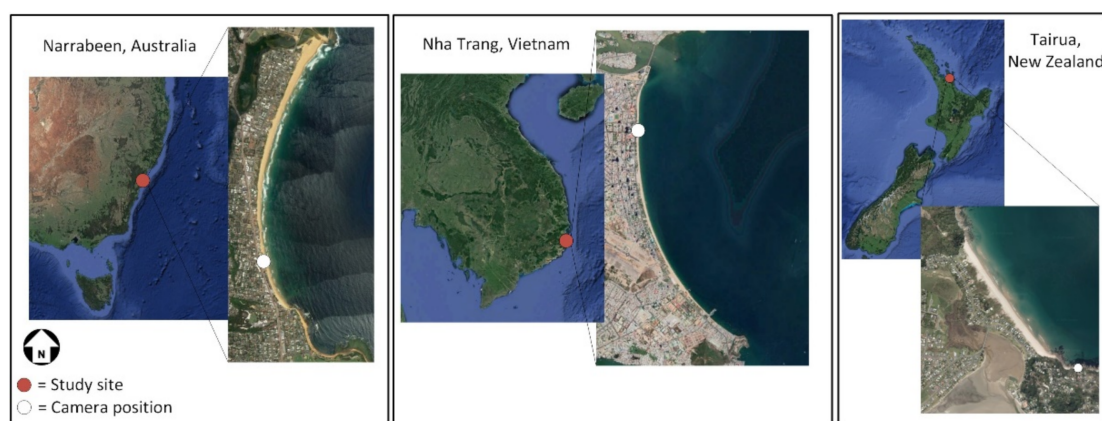 Narrabeen, Australia
Nha Trang, Vietnam
Tairua,
New Zealand
N
= Study site
= Camera position